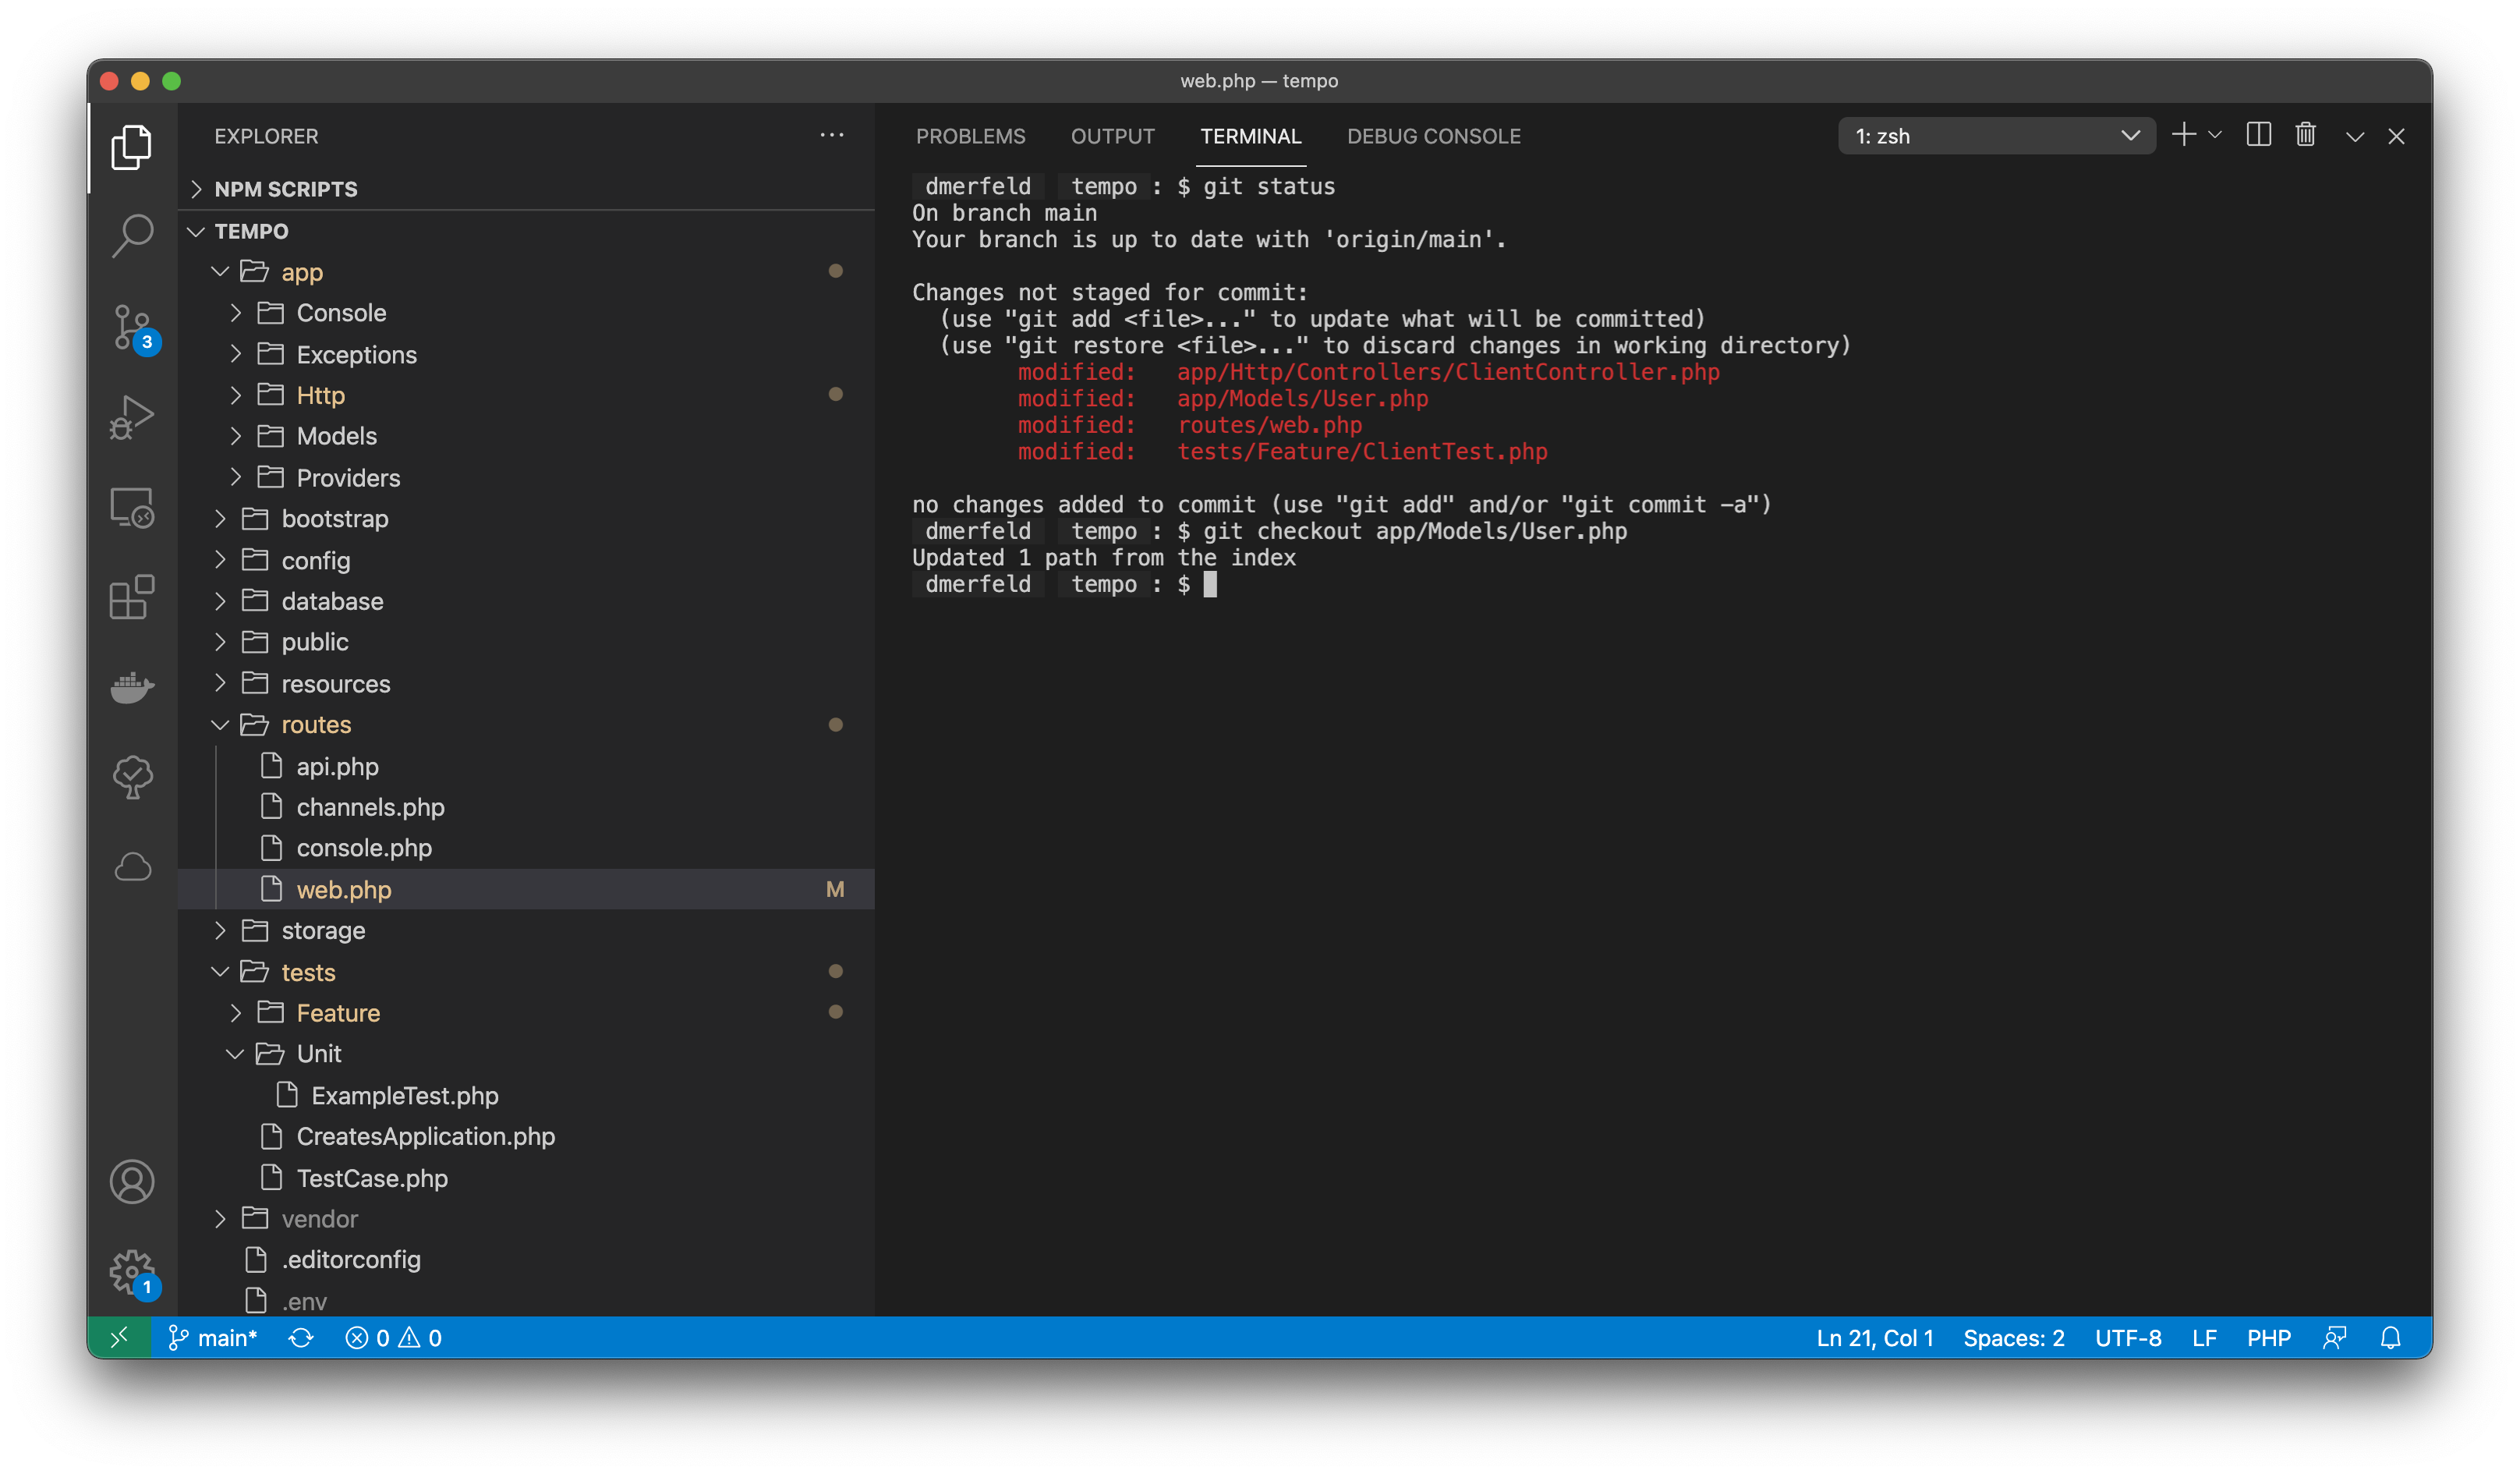 web.php — tempo
EXPLORER
NPM SCRIPTS
TEMPO
app
Console
Exceptions
Http
Models
Providers
bootstrap
config
database
public
resources
routes
api.php
channels.php
console.php
web.php M
storage
tests
Feature
Unit
ExampleTest.php
CreatesApplication.php
TestCase.php
vendor
.editorconfig
.env
3
1
PROBLEMS OUTPUT TERMINAL DEBUG CONSOLE 1: zsh
dmerfeld tempo : $ git status
On branch main
Your branch is up to date with 'origin/main'.
Changes not staged for commit:
(use "git add <file>..." to update what will be committed)
(use "git restore <file>..." to discard changes in working directory)
modified: app/Http/Controllers/ClientController.php
modified: app/Models/User.php
modified: routes/web.php
modified: tests/Feature/ClientTest.php
no changes added to commit (use "git add" and/or "git commit -a")
dmerfeld tempo : $ git checkout app/Models/User.php
Updated 1 path from the index
dmerfeld tempo : $
main* 0 0 Ln 21, Col 1 Spaces: 2 UTF-8 LF PHP